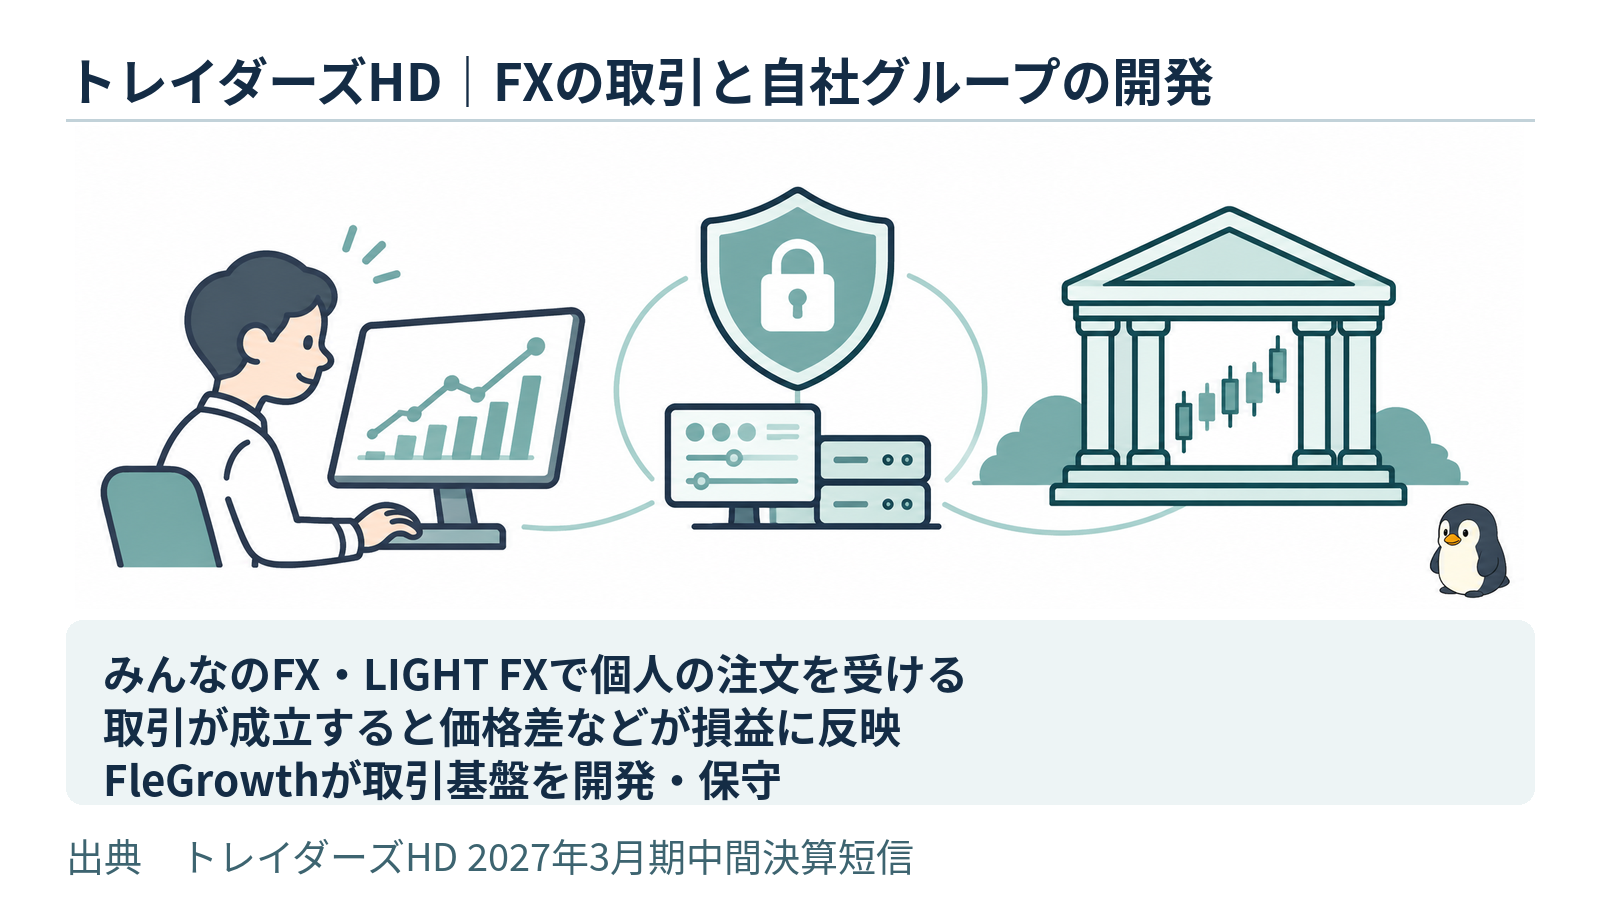 トレイダーズHD｜FXの取引と自社グループの開発
みんなのFX・LIGHT FXで個人の注文を受ける
取引が成立すると価格差などが損益に反映
FleGrowthが取引基盤を開発・保守
出典　トレイダーズHD 2027年3月期中間決算短信